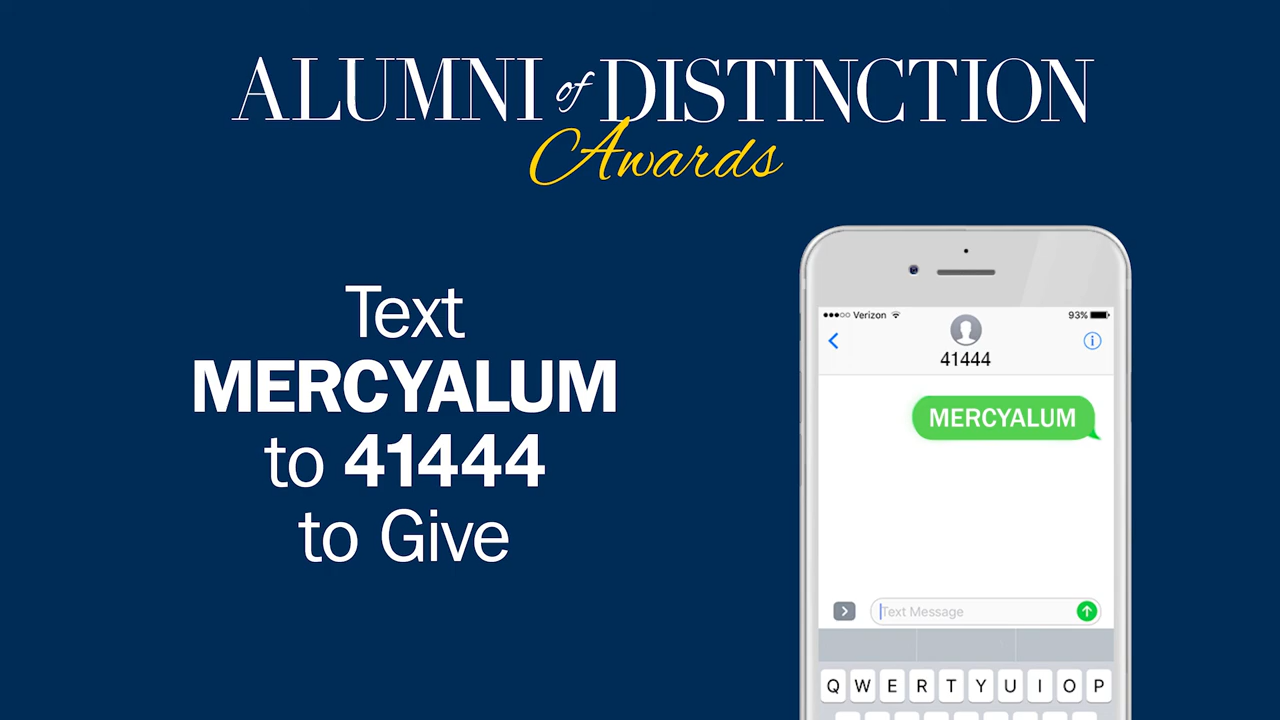 ALUMNI of DISTINCTION
Awards
Text
MERCYALUM
to 41444
to Give
Verizon 93%
41444
MERCYALUM
Text Message
Q W E R T Y U I O P